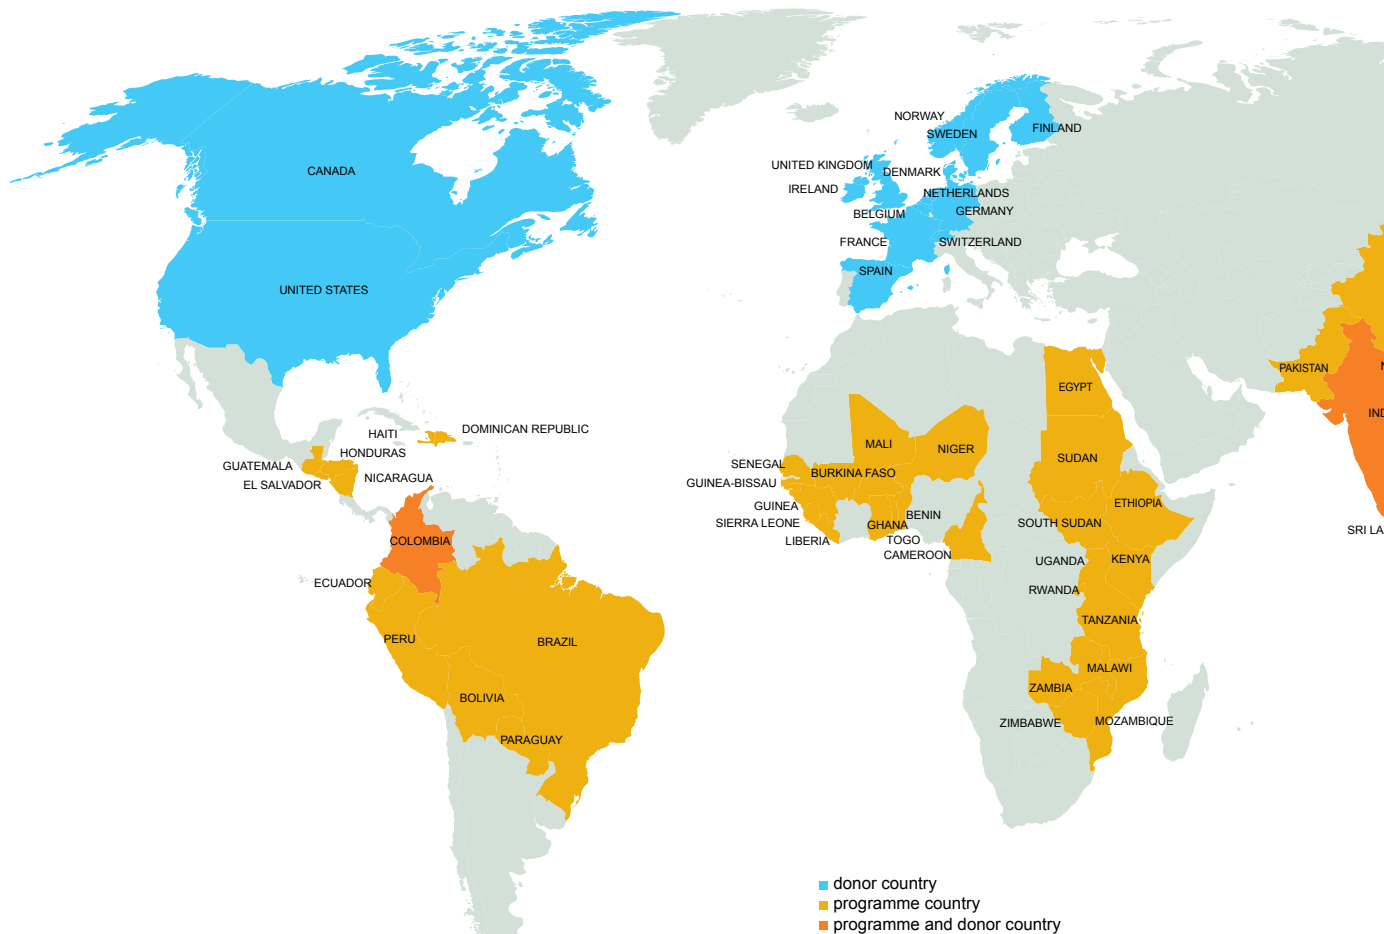 CANADA
UNITED STATES
HAITI
DOMINICAN REPUBLIC
HONDURAS
GUATEMALA
NICARAGUA
EL SALVADOR
COLOMBIA
ECUADOR
PERU
BRAZIL
BOLIVIA
PARAGUAY
NORWAY
SWEDEN
FINLAND
UNITED KINGDOM
DENMARK
IRELAND
NETHERLANDS
BELGIUM
GERMANY
FRANCE
SWITZERLAND
SPAIN
EGYPT
MALI
NIGER
SENEGAL
BURKINA FASO
SUDAN
GUINEA-BISSAU
ETHIOPIA
GUINEA
BENIN
SIERRA LEONE
GHANA
SOUTH SUDAN
LIBERIA
TOGO
CAMEROON
UGANDA
KENYA
RWANDA
TANZANIA
MALAWI
ZAMBIA
ZIMBABWE
MOZAMBIQUE
PAKISTAN
N
IND
SRI LA
donor country
programme country
programme and donor country